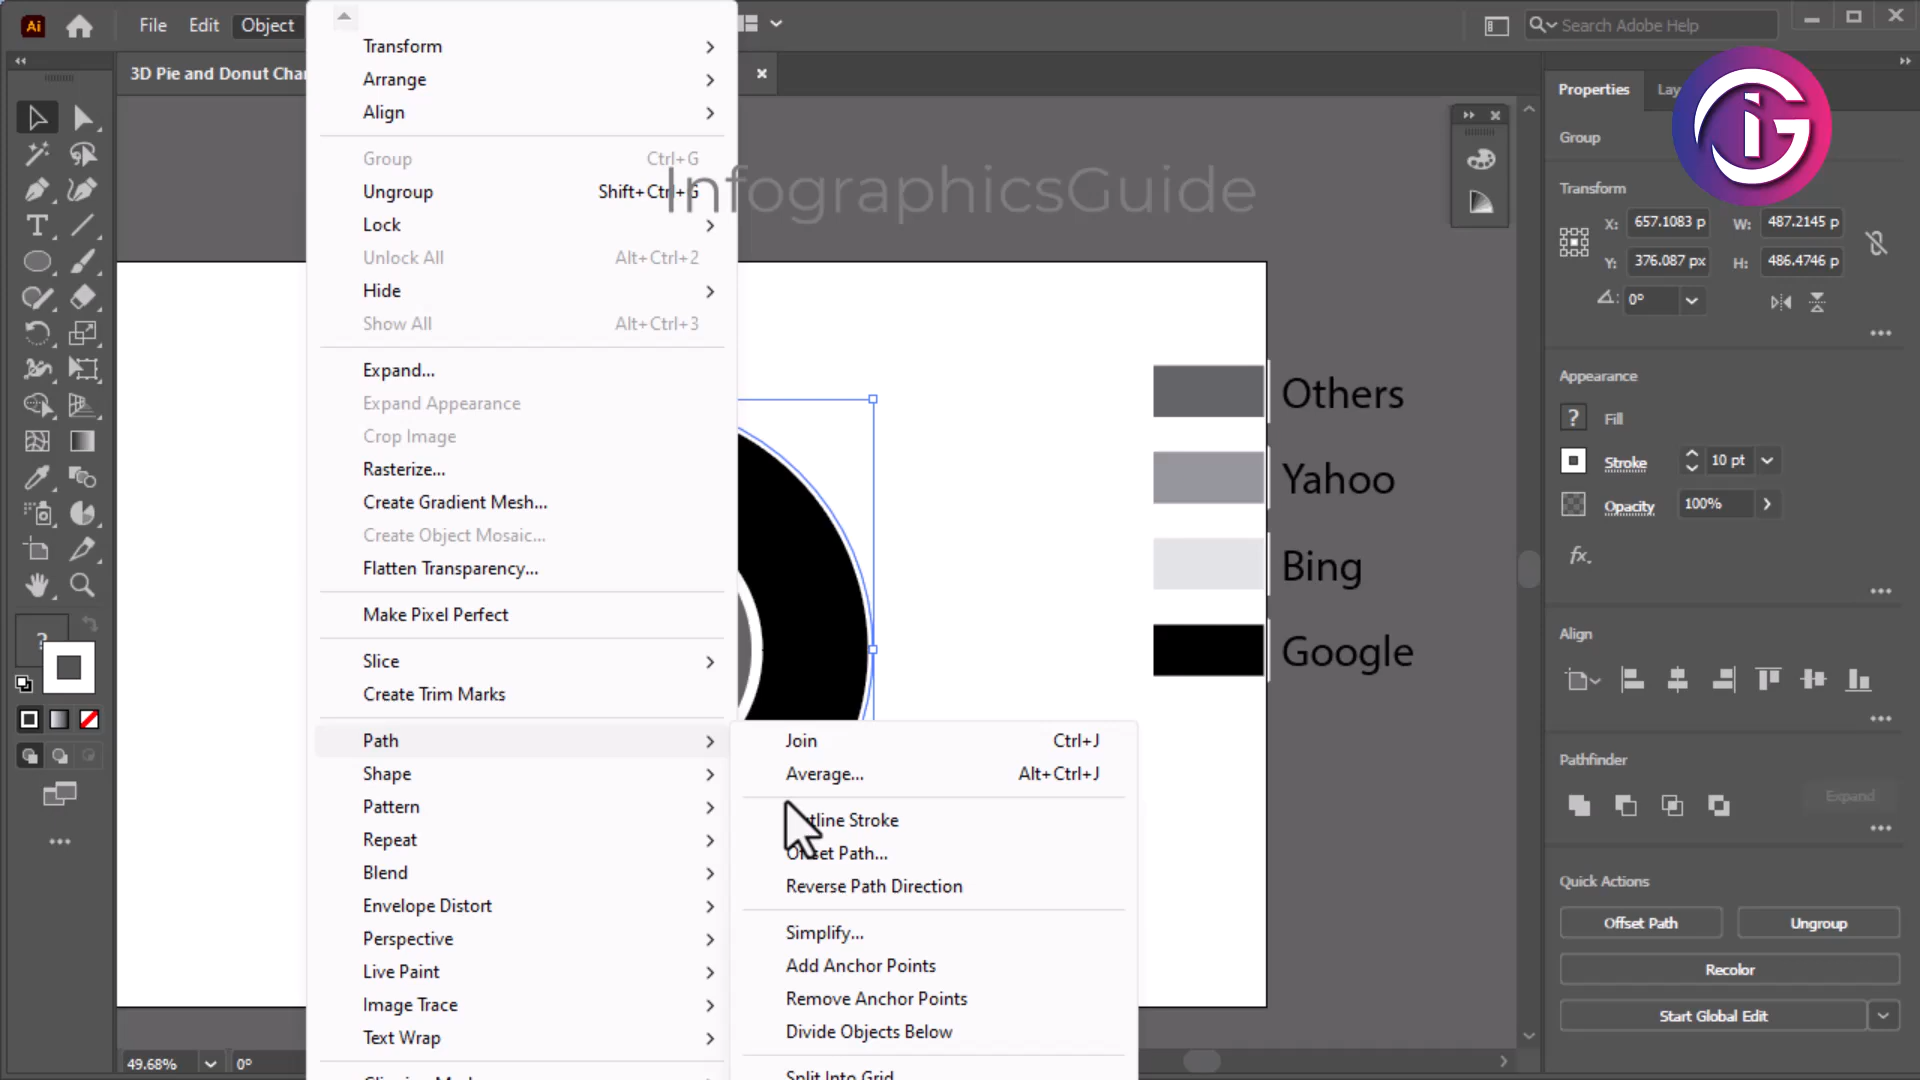 Ai
File
Edit
Object
Search Adobe Help
3D Pie and Donut Cha
Transform
Arrange
Align
Group Ctrl+G
Ungroup Shift+Ctrl+G
Lock
Unlock All Alt+Ctrl+2
Hide
Show All Alt+Ctrl+3
Expand...
Expand Appearance
Crop Image
Rasterize...
Create Gradient Mesh...
Create Object Mosaic...
Flatten Transparency...
Make Pixel Perfect
Slice
Create Trim Marks
Path
Shape
Pattern
Repeat
Blend
Envelope Distort
Perspective
Live Paint
Image Trace
Text Wrap
Join Ctrl+J
Average... Alt+Ctrl+J
Stroke
Path...
Reverse Path Direction
Simplify...
Add Anchor Points
Remove Anchor Points
Divide Objects Below
Split Into Grid
InfographicsGuide
Others
Yahoo
Bing
Google
iG
Properties
Group
Transform
X: 657.1083 p W: 487.2145 p
Y: 376.087 px H: 486.4746 p
0°
Appearance
? Fill
Stroke 10 pt
Opacity 100%
fx.
Align
Pathfinder
Expand
Quick Actions
Offset Path
Ungroup
Recolor
Start Global Edit
49.68% 0°